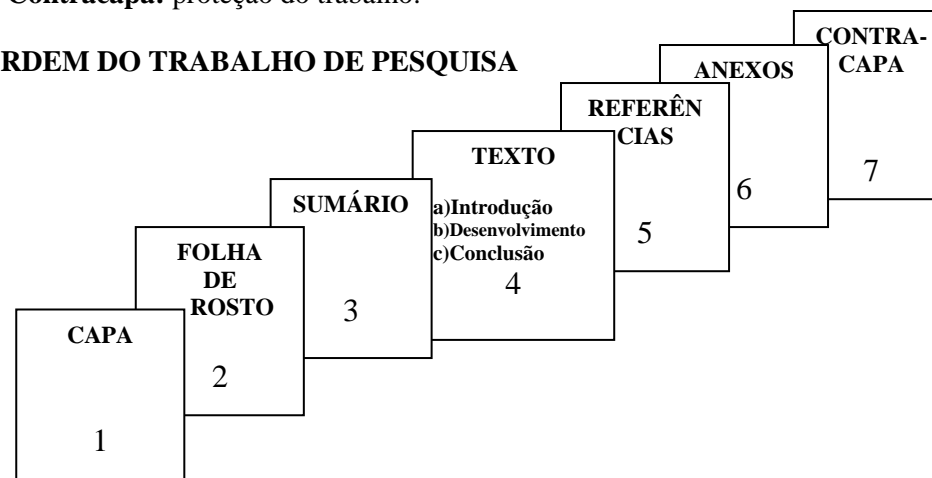 Contracapa: proteção do trabalho.
RDEM DO TRABALHO DE PESQUISA
CAPA
1
FOLHA
DE
ROSTO
2
SUMÁRIO
3
TEXTO
a)Introdução
b)Desenvolvimento
c)Conclusão
4
REFERÊN
CIAS
5
ANEXOS
6
CONTRA-
CAPA
7